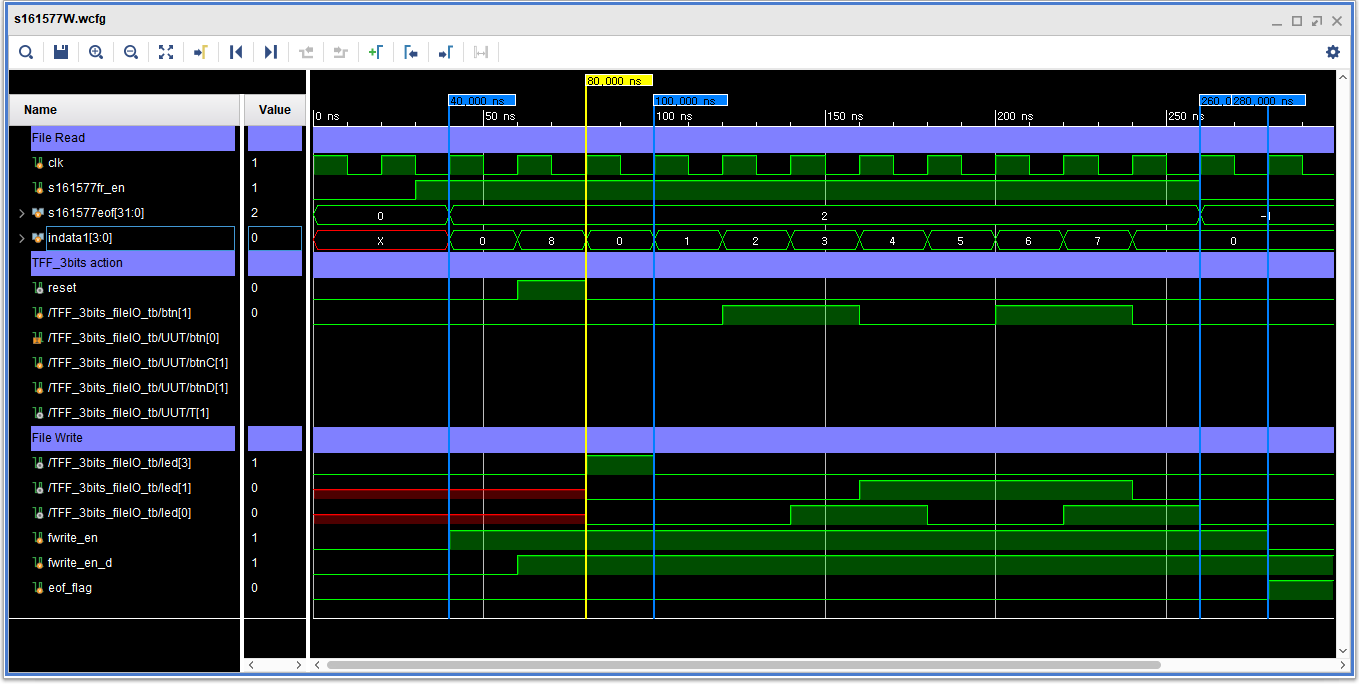 s161577W.wcfg
80,000 ns
40,000 ns 100,000 ns 280,000 ns
Name Value 0 ns 50 ns 100 ns 150 ns 200 ns 250 ns
File Read
clk 1
s161577fr_en 1
s161577eof[31:0] 2 0 2 -1
indata1[3:0] 0 X 0 8 0 1 2 3 4 5 6 7 0
TFF_3bits action
reset 0
/TFF_3bits_fileIO_tb/btn[1] 0
/TFF_3bits_fileIO_tb/UUT/btn[0]
/TFF_3bits_fileIO_tb/UUT/btnC[1]
/TFF_3bits_fileIO_tb/UUT/btnD[1]
/TFF_3bits_fileIO_tb/UUT/T[1]
File Write
/TFF_3bits_fileIO_tb/led[3] 1
/TFF_3bits_fileIO_tb/led[1] 0
/TFF_3bits_fileIO_tb/led[0] 0
fwrite_en 1
fwrite_en_d 1
eof_flag 0